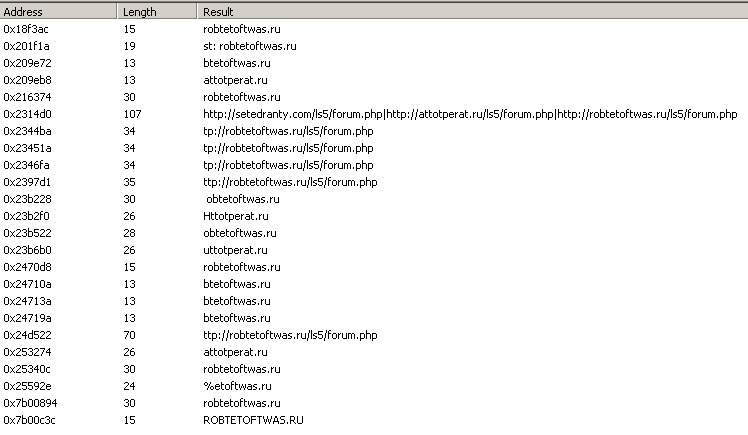 Address Length Result
0x18f3ac 15 robtetoftwas.ru
0x201f1a 19 st: robtetoftwas.ru
0x209e72 13 btetoftwas.ru
0x209eb8 13 attotperat.ru
0x216374 30 robtetoftwas.ru
0x2314d0 107 http://setedranty.com/ls5/forum.php|http://attotperat.ru/ls5/forum.php|http://robtetoftwas.ru/ls5/forum.php
0x2344ba 34 tp://robtetoftwas.ru/ls5/forum.php
0x23451a 34 tp://robtetoftwas.ru/ls5/forum.php
0x2346fa 34 tp://robtetoftwas.ru/ls5/forum.php
0x2397d1 35 ttp://robtetoftwas.ru/ls5/forum.php
0x23b228 30 obtetoftwas.ru
0x23b2f0 26 Httotperat.ru
0x23b522 28 obtetoftwas.ru
0x23b6b0 26 uttotperat.ru
0x2470d8 15 robtetoftwas.ru
0x24710a 13 btetoftwas.ru
0x24713a 13 btetoftwas.ru
0x24719a 13 btetoftwas.ru
0x24d522 70 ttp://robtetoftwas.ru/ls5/forum.php
0x253274 26 attotperat.ru
0x25340c 30 robtetoftwas.ru
0x25592e 24 %etoftwas.ru
0x7b00894 30 robtetoftwas.ru
0x7b00c3c 15 ROBTETOFTWAS.RU